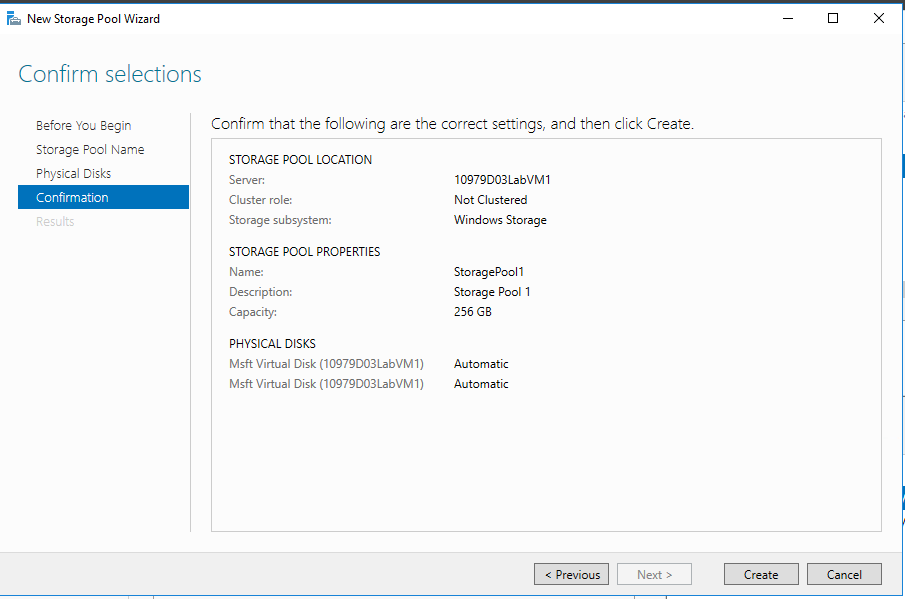 New Storage Pool Wizard
Confirm selections
Before You Begin
Storage Pool Name
Physical Disks
Confirmation
Results
Confirm that the following are the correct settings, and then click Create.
STORAGE POOL LOCATION
Server: 10979D03LabVM1
Cluster role: Not Clustered
Storage subsystem: Windows Storage
STORAGE POOL PROPERTIES
Name: StoragePool1
Description: Storage Pool 1
Capacity: 256 GB
PHYSICAL DISKS
Msft Virtual Disk (10979D03LabVM1) Automatic
Msft Virtual Disk (10979D03LabVM1) Automatic
< Previous Next > Create Cancel